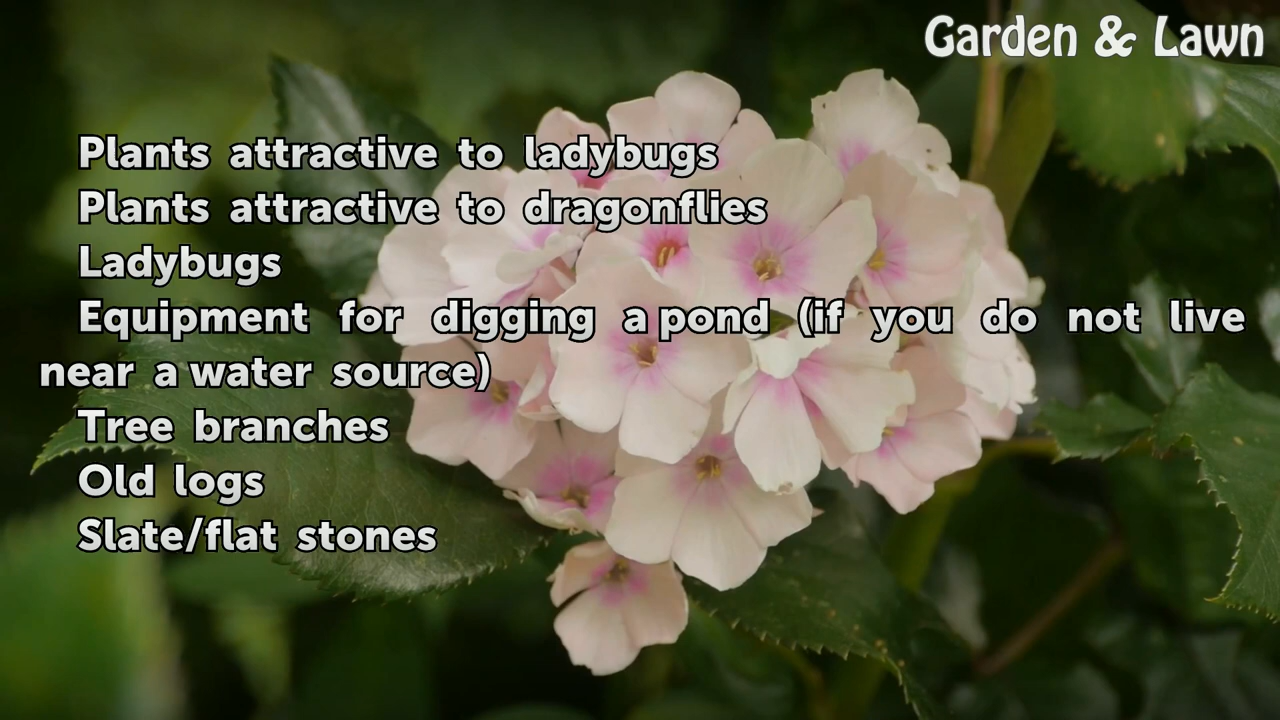 Garden & Lawn
Plants attractive to ladybugs
Plants attractive to dragonflies
Ladybugs
Equipment for digging a pond (if you do not live
near a water source)
Tree branches
Old logs
Slate/flat stones